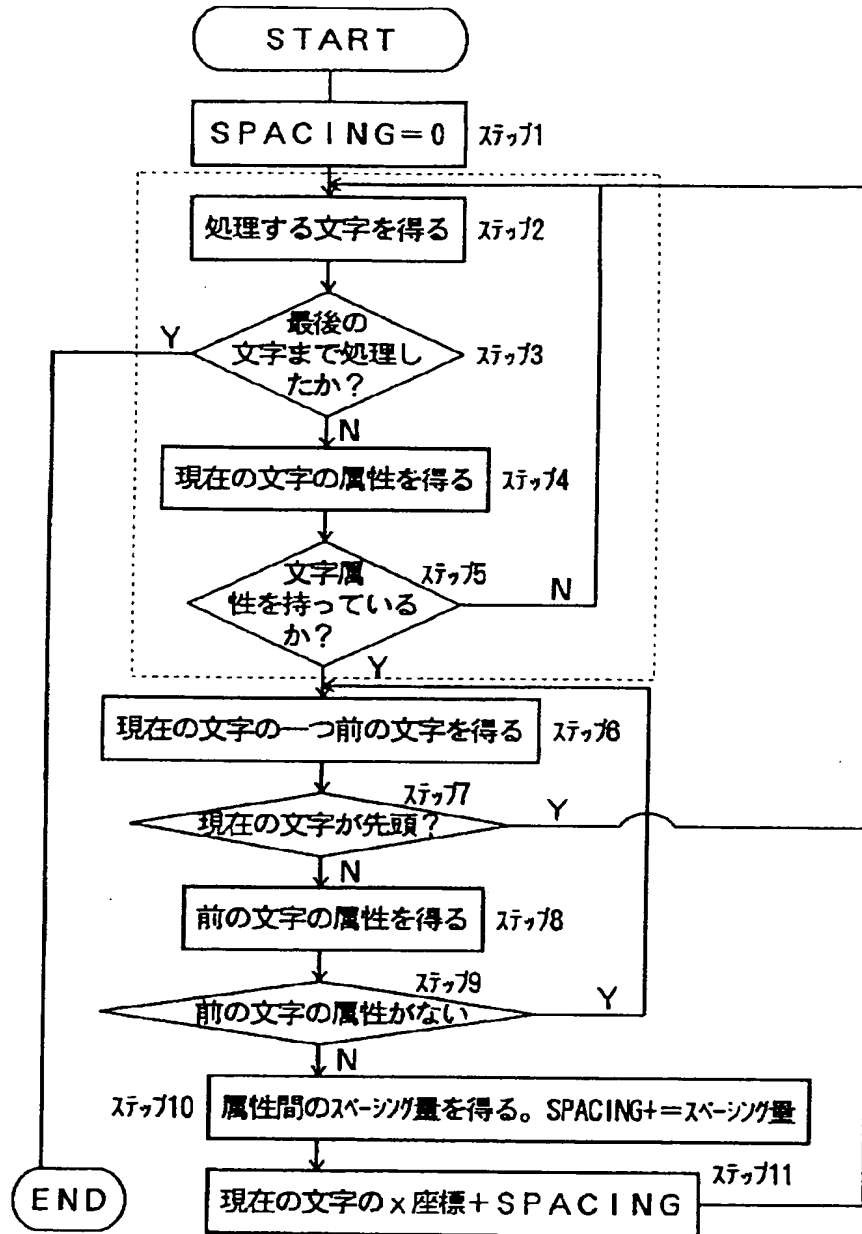 START
SPACING=0 ステップ1
処理する文字を得る ステップ2
最後の
文字まで処理し
たか?
ステップ3
Y
N
現在の文字の属性を得る ステップ4
文字属
性を持っている
か?
ステップ5
N
Y
現在の文字の一つ前の文字を得る ステップ6
ステップ7
現在の文字が先頭?
Y
N
前の文字の属性を得る ステップ8
ステップ9
前の文字の属性がない
Y
N
ステップ10 属性間のスペーシング量を得る。SPACING+=スペーシング量
ステップ11
現在の文字のx座標+SPACING
END